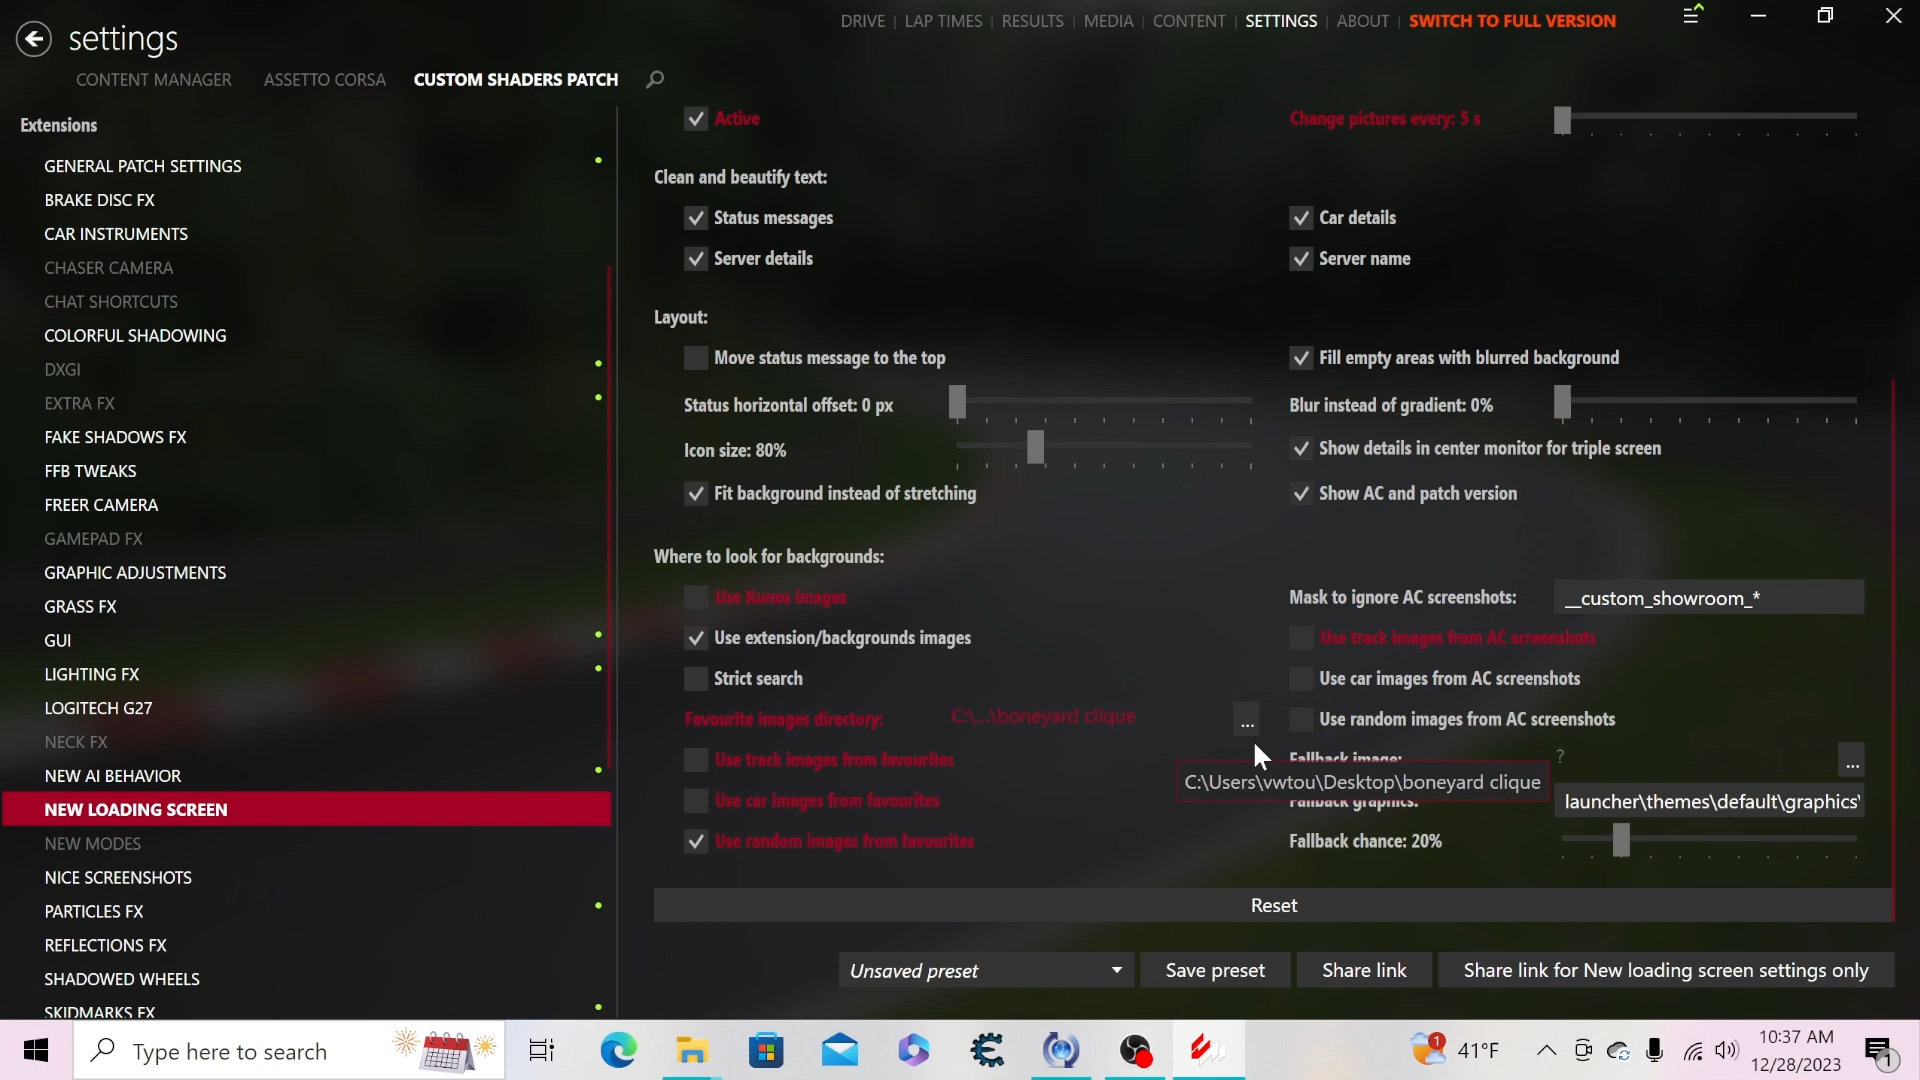 settings
DRIVE | LAP TIMES | RESULTS | MEDIA | CONTENT | SETTINGS | ABOUT | SWITCH TO FULL VERSION
CONTENT MANAGER ASSETTO CORSA CUSTOM SHADERS PATCH
Extensions
GENERAL PATCH SETTINGS
BRAKE DISC FX
CAR INSTRUMENTS
CHASER CAMERA
CHAT SHORTCUTS
COLORFUL SHADOWING
DXGI
EXTRA FX
FAKE SHADOWS FX
FFB TWEAKS
FREER CAMERA
GAMEPAD FX
GRAPHIC ADJUSTMENTS
GRASS FX
GUI
LIGHTING FX
LOGITECH G27
NECK FX
NEW AI BEHAVIOR
NEW LOADING SCREEN
NEW MODES
NICE SCREENSHOTS
PARTICLES FX
REFLECTIONS FX
SHADOWED WHEELS
SKIDMARKS FX
Active
Change pictures every: 5 s
Clean and beautify text:
Status messages
Car details
Server details
Server name
Layout:
Move status message to the top
Fill empty areas with blurred background
Status horizontal offset: 0 px
Blur instead of gradient: 0%
Icon size: 80%
Show details in center monitor for triple screen
Fit background instead of stretching
Show AC and patch version
Where to look for backgrounds:
Use Kunos images
Mask to ignore AC screenshots: __custom_showroom_*
Use extension/backgrounds images
Use track images from AC screenshots
Strict search
Use car images from AC screenshots
Favourite images directory: C:\...\boneyard clique ...
Use random images from AC screenshots
Use track images from favourites
Fallback image: ? ...
C:\Users\vwtou\Desktop\boneyard clique
Use car images from favourites
Fallback graphics: launcher\themes\default\graphics\
Use random images from favourites
Fallback chance: 20%
Reset
Unsaved preset Save preset Share link Share link for New loading screen settings only
Type here to search
1 41°F
10:37 AM
12/28/2023
1